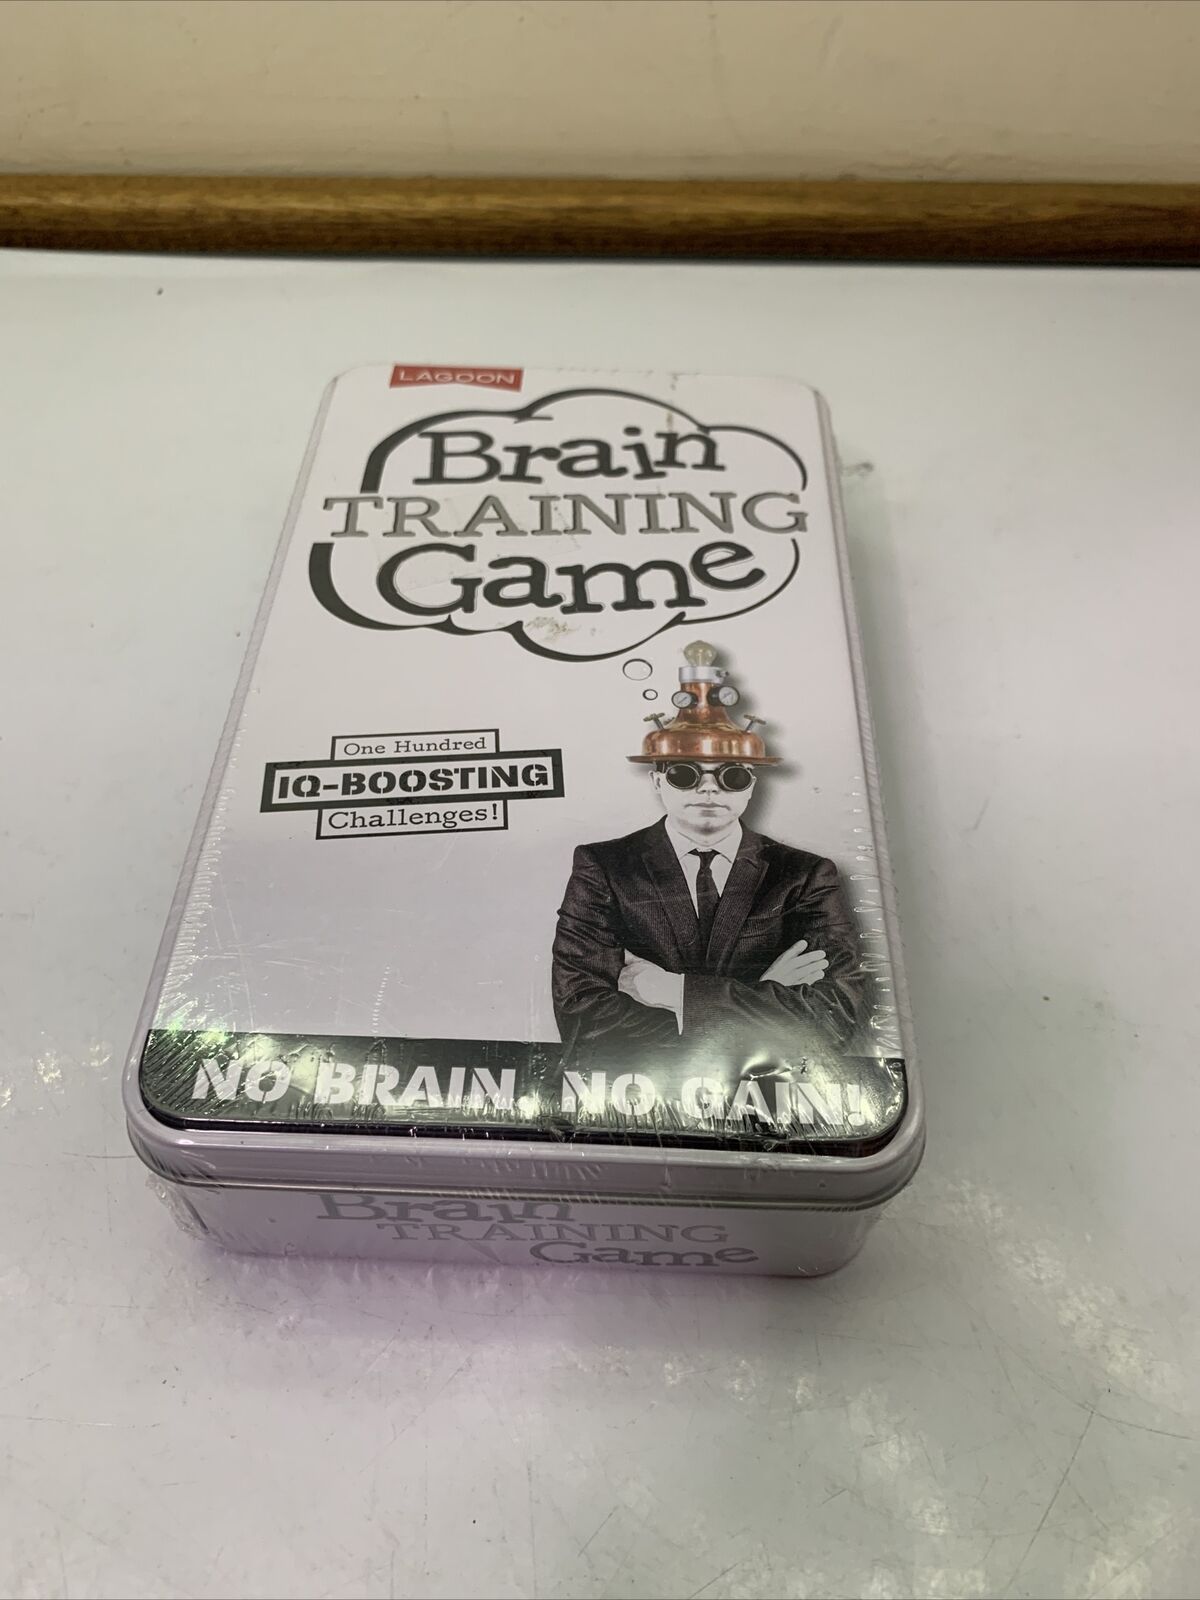 LAGOON
Brain
TRAINING
Game
One Hundred
IQ-BOOSTING
Challenges!
NO BRAIN, NO GAIN!
Brain
TRAINING
Game